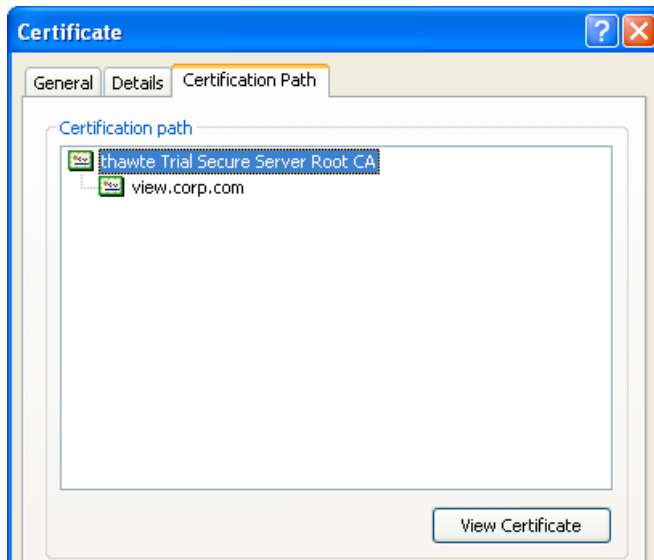 Certificate
General Details Certification Path
Certification path
thawte Trial Secure Server Root CA
view.corp.com
View Certificate